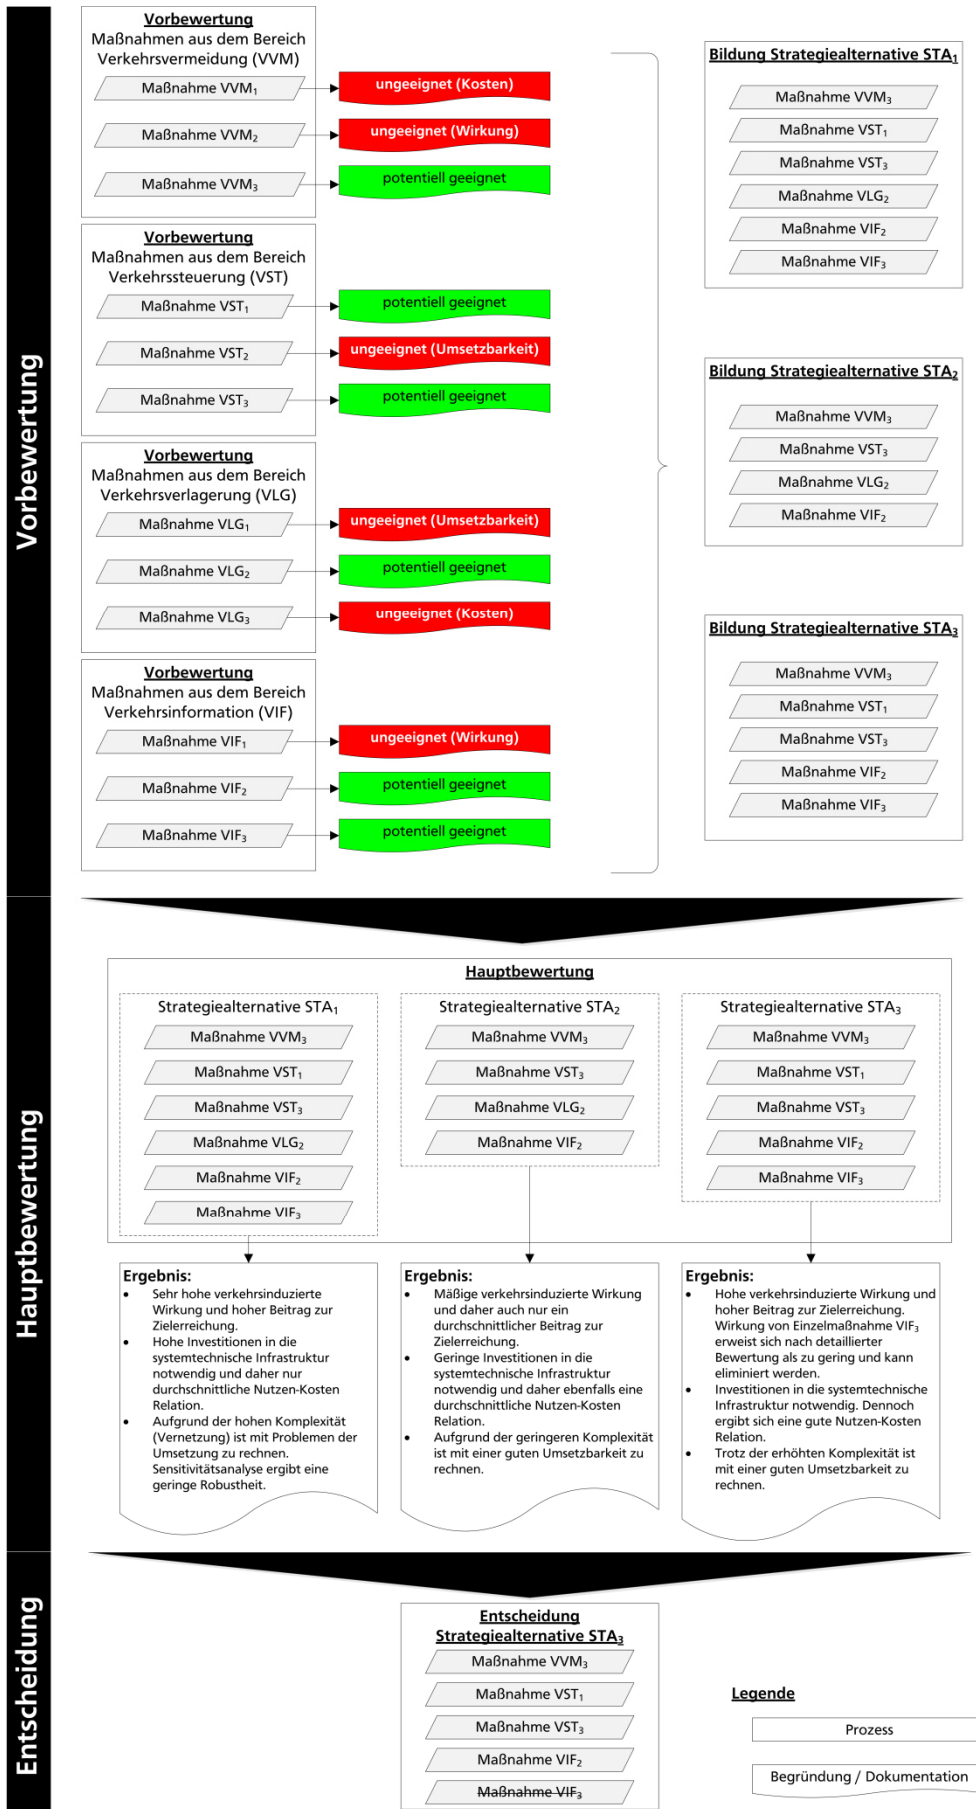 Vorbewertung
Vorbewertung
Maßnahmen aus dem Bereich
Verkehrsvermeidung (VVM)
Maßnahme VVM₁
ungeeignet (Kosten)
Maßnahme VVM₂
ungeeignet (Wirkung)
Maßnahme VVM₃
potentiell geeignet
Vorbewertung
Maßnahmen aus dem Bereich
Verkehrssteuerung (VST)
Maßnahme VST₁
potentiell geeignet
Maßnahme VST₂
ungeeignet (Umsetzbarkeit)
Maßnahme VST₃
potentiell geeignet
Vorbewertung
Maßnahmen aus dem Bereich
Verkehrsverlagerung (VLG)
Maßnahme VLG₁
ungeeignet (Umsetzbarkeit)
Maßnahme VLG₂
potentiell geeignet
Maßnahme VLG₃
ungeeignet (Kosten)
Vorbewertung
Maßnahmen aus dem Bereich
Verkehrsinformation (VIF)
Maßnahme VIF₁
ungeeignet (Wirkung)
Maßnahme VIF₂
potentiell geeignet
Maßnahme VIF₃
potentiell geeignet
Bildung Strategiealternative STA₁
Maßnahme VVM₃
Maßnahme VST₁
Maßnahme VST₃
Maßnahme VLG₂
Maßnahme VIF₂
Maßnahme VIF₃
Bildung Strategiealternative STA₂
Maßnahme VVM₃
Maßnahme VST₃
Maßnahme VLG₂
Maßnahme VIF₂
Bildung Strategiealternative STA₃
Maßnahme VVM₃
Maßnahme VST₁
Maßnahme VST₃
Maßnahme VIF₂
Maßnahme VIF₃
Hauptbewertung
Hauptbewertung
Strategiealternative STA₁
Maßnahme VVM₃
Maßnahme VST₁
Maßnahme VST₃
Maßnahme VLG₂
Maßnahme VIF₂
Maßnahme VIF₃
Strategiealternative STA₂
Maßnahme VVM₃
Maßnahme VST₃
Maßnahme VLG₂
Maßnahme VIF₂
Strategiealternative STA₃
Maßnahme VVM₃
Maßnahme VST₁
Maßnahme VST₃
Maßnahme VIF₂
Maßnahme VIF₃
Ergebnis:
• Sehr hohe verkehrsinduzierte
Wirkung und hoher Beitrag zur
Zielerreichung.
• Hohe Investitionen in die
systemtechnische Infrastruktur
notwendig und daher nur
durchschnittliche Nutzen-Kosten
Relation.
• Aufgrund der hohen Komplexität
(Vernetzung) ist mit Problemen der
Umsetzung zu rechnen.
Sensitivitätsanalyse ergibt eine
geringe Robustheit.
Ergebnis:
• Mäßige verkehrsinduzierte Wirkung
und daher auch nur ein
durchschnittlicher Beitrag zur
Zielerreichung.
• Geringe Investitionen in die
systemtechnische Infrastruktur
notwendig und daher ebenfalls eine
durchschnittliche Nutzen-Kosten
Relation.
• Aufgrund der geringeren Komplexität
ist mit einer guten Umsetzbarkeit zu
rechnen.
Ergebnis:
• Hohe verkehrsinduzierte Wirkung und
hoher Beitrag zur Zielerreichung.
Wirkung von Einzelmaßnahme VIF₃
erweist sich nach detaillierter
Bewertung als zu gering und kann
eliminiert werden.
• Investitionen in die systemtechnische
Infrastruktur notwendig. Dennoch
ergibt sich eine gute Nutzen-Kosten
Relation.
• Trotz der erhöhten Komplexität ist
mit einer guten Umsetzbarkeit zu
rechnen.
Entscheidung
Entscheidung
Strategiealternative STA₃
Maßnahme VVM₃
Maßnahme VST₁
Maßnahme VST₃
Maßnahme VIF₂
Maßnahme VIF₃
Legende
Prozess
Begründung / Dokumentation